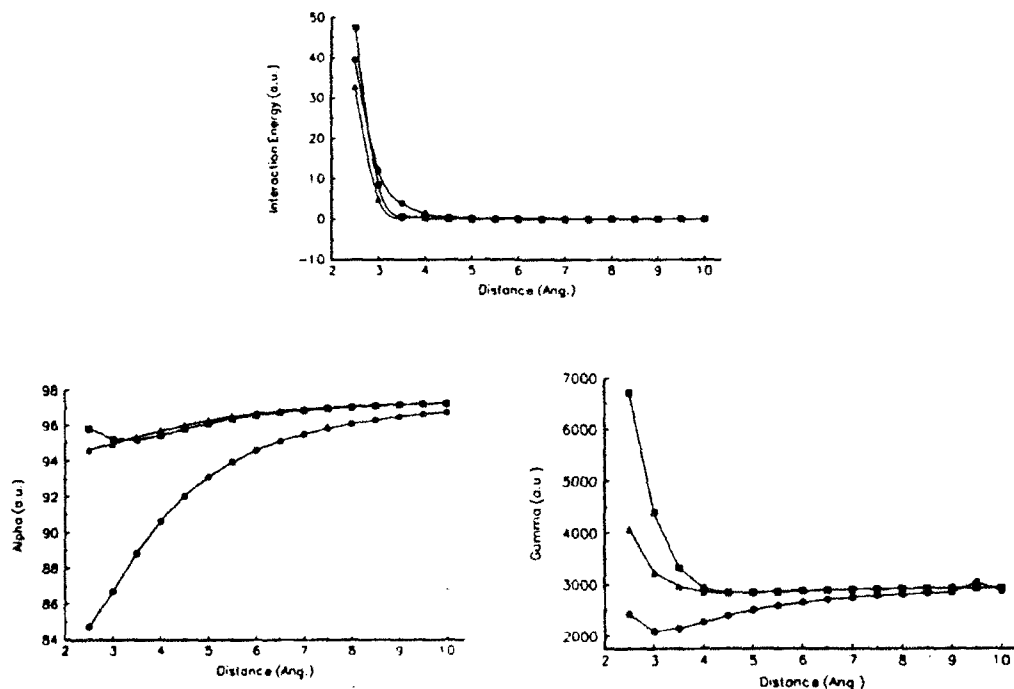 50
40
30
20
10
0
-10
Interaction Energy (a.u.)
2 3 4 5 6 7 8 9 10
Distance (Ang.)
98
96
94
92
90
88
86
84
Alpha (a.u.)
2 3 4 5 6 7 8 9 10
Distance (Ang.)
7000
6000
5000
4000
3000
2000
Gamma (a.u.)
2 3 4 5 6 7 8 9 10
Distance (Ang.)